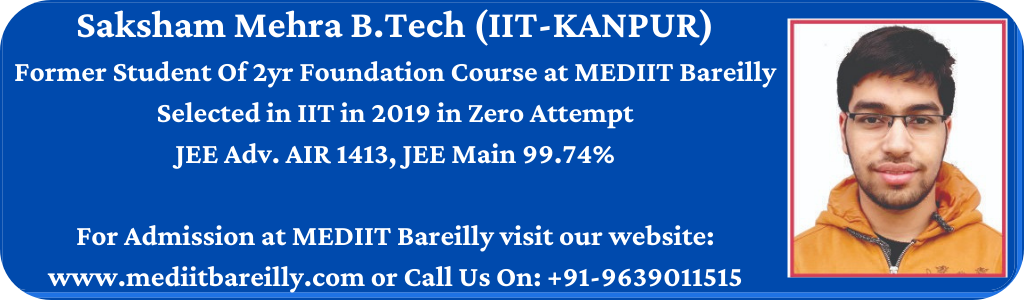 Saksham Mehra B.Tech (IIT-KANPUR)
Former Student Of 2yr Foundation Course at MEDIIT Bareilly
Selected in IIT in 2019 in Zero Attempt
JEE Adv. AIR 1413, JEE Main 99.74%
For Admission at MEDIIT Bareilly visit our website:
www.mediitbareilly.com or Call Us On: +91-9639011515